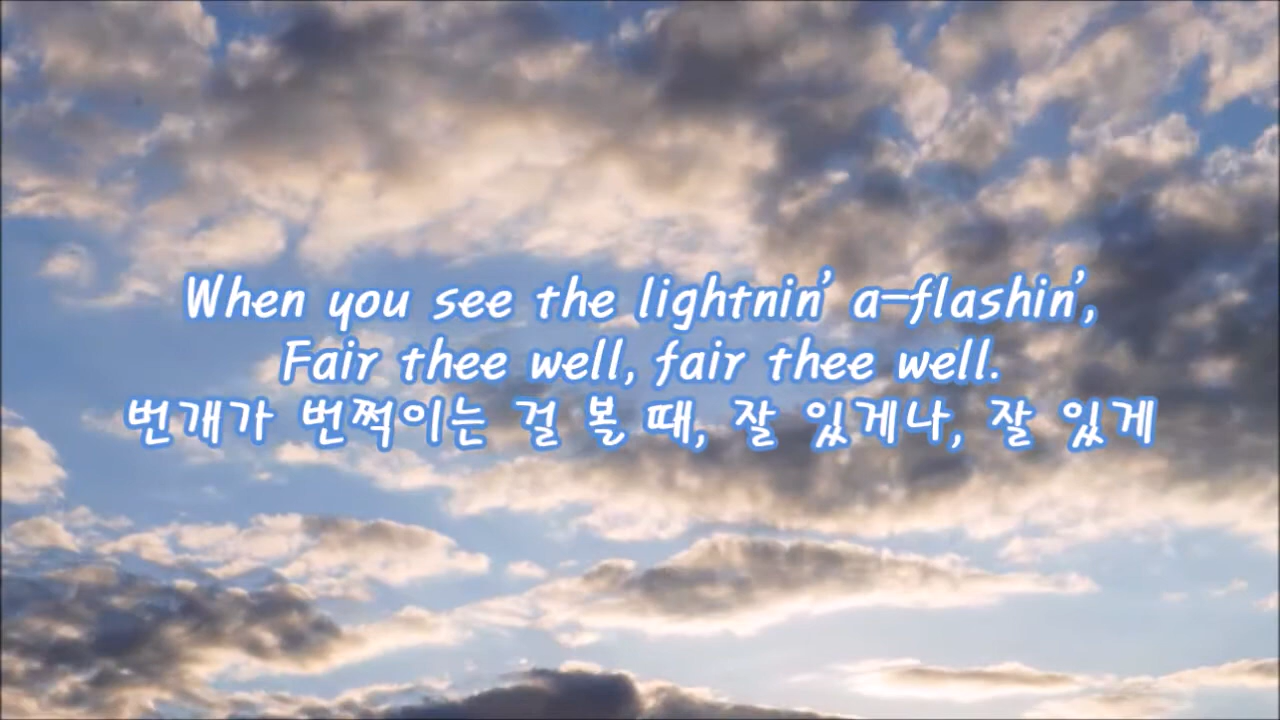 When you see the lightnin' a-flashin',
Fair thee well, fair thee well.
번개가 번쩍이는 걸 볼 때, 잘 있게나, 잘 있게